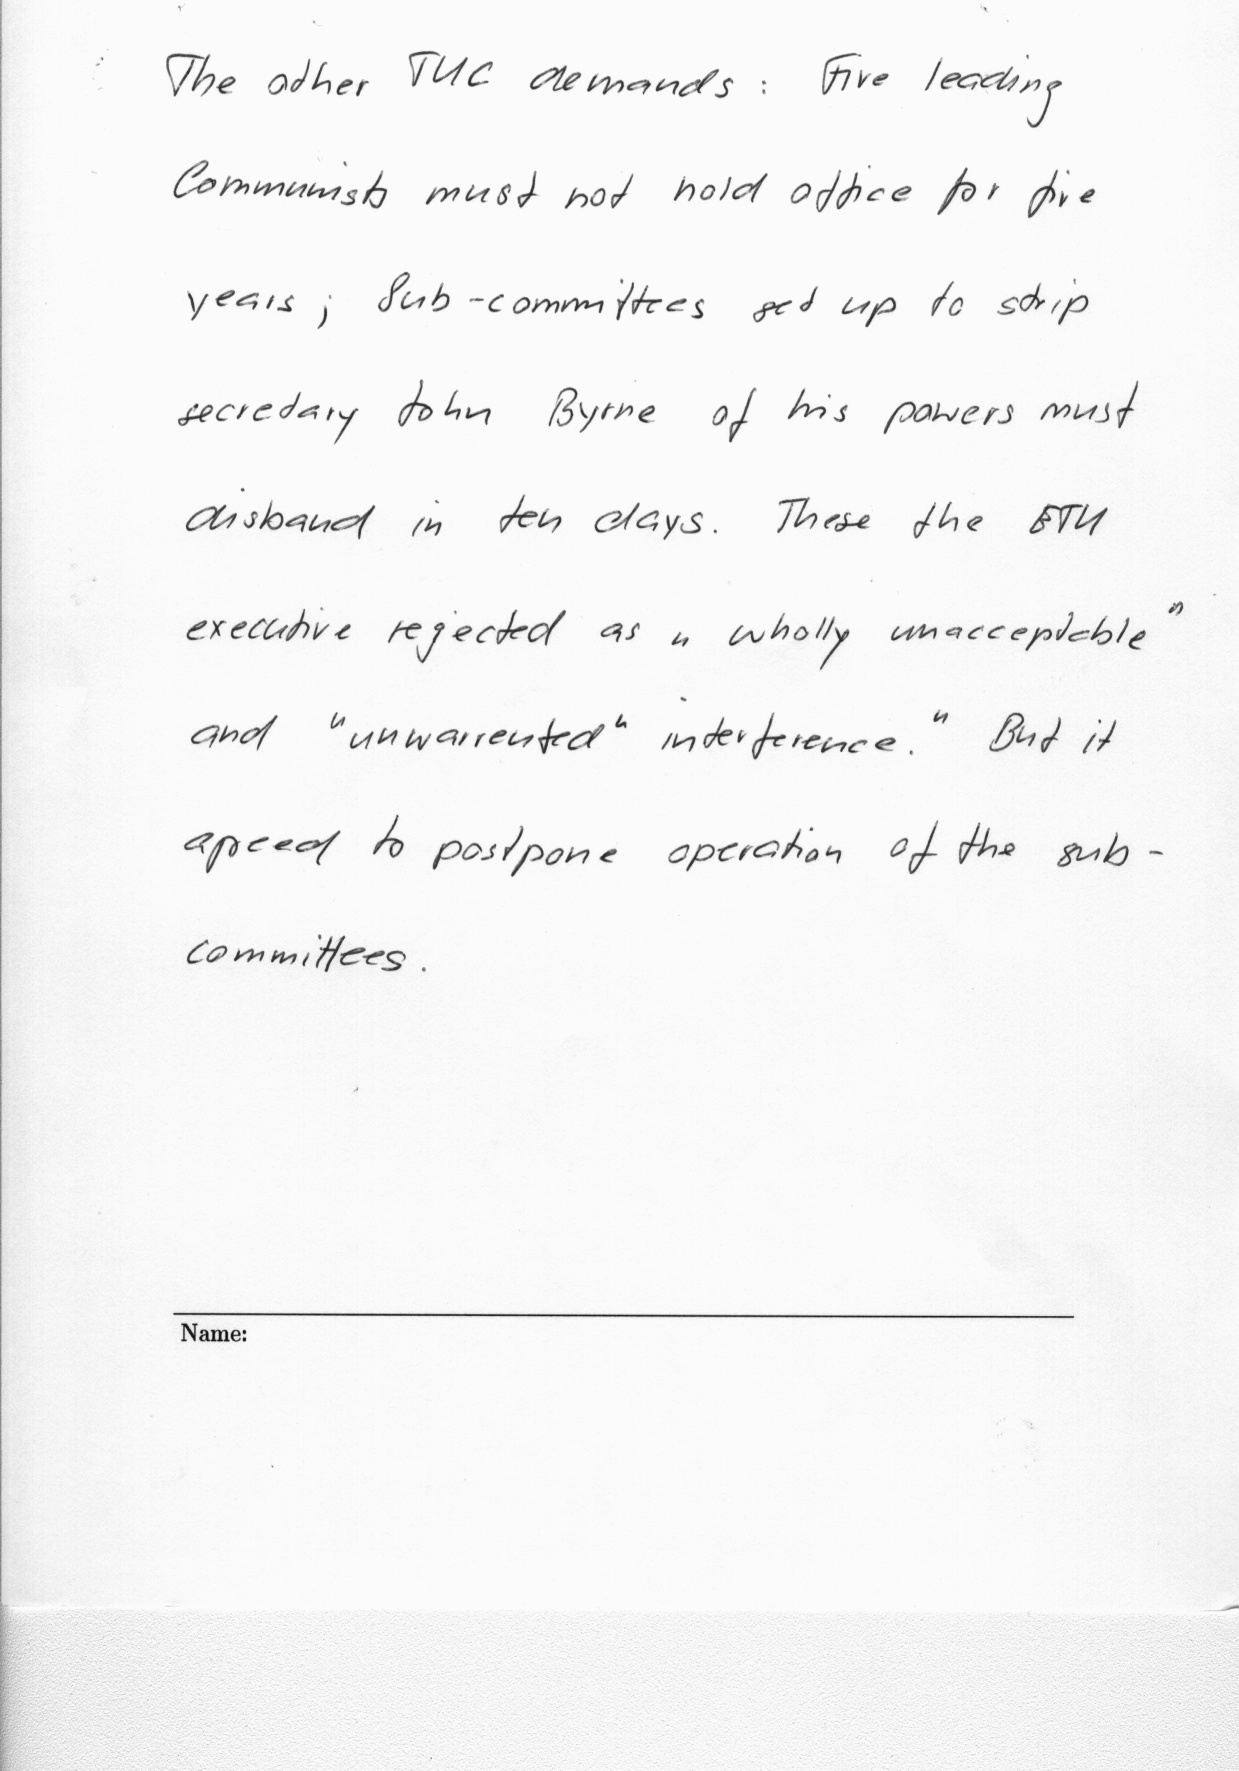 The other TUC demands: Five leading
Communists must not hold office for five
years; Sub-committees set up to strip
secretary John Byrne of his powers must
disband in ten days. These the ETU
executive rejected as "wholly unacceptable"
and "unwarrented" interference." But it
agreed to postpone operation of the sub-
committees.
Name: